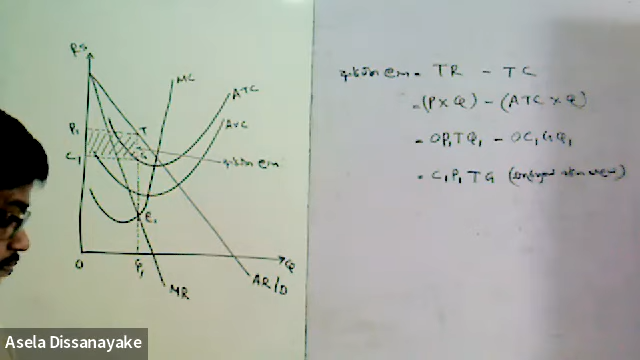 RS
MC
ATC
AVC
P₁
T
C₁
G
E₁
O
Q₁
Q
MR
AR/D
= TR - TC
= (P x Q) - (ATC x Q)
= OP₁TQ₁ - OC₁GQ₁
= C₁P₁TG
Asela Dissanayake